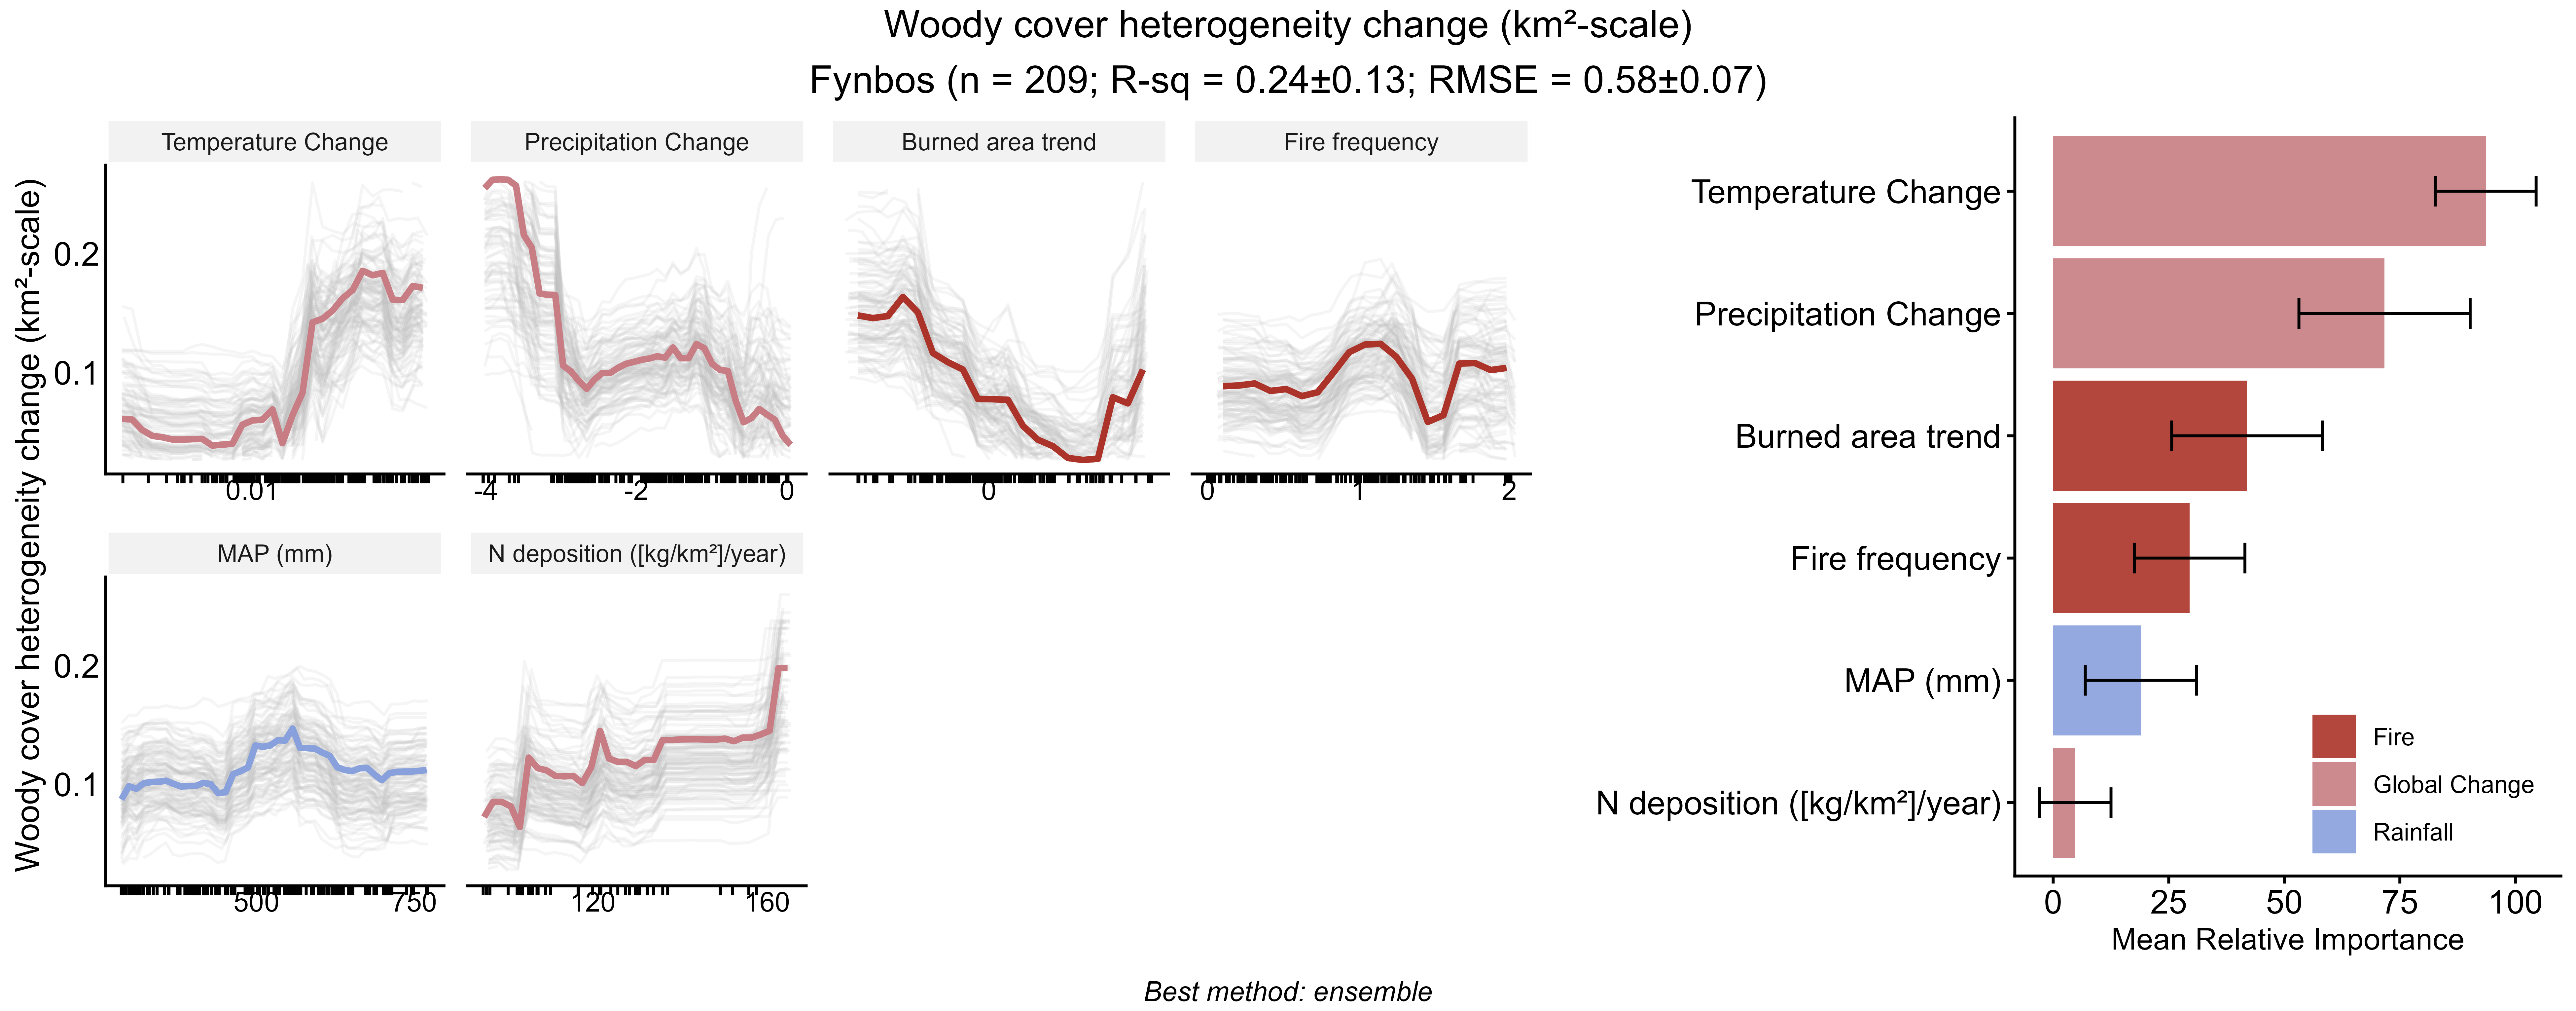 Woody cover heterogeneity change (km²-scale)
Fynbos (n = 209; R-sq = 0.24±0.13; RMSE = 0.58±0.07)
Woody cover heterogeneity change (km²-scale)
Temperature Change
Precipitation Change
Burned area trend
Fire frequency
0.2
0.1
0.01
-4 -2 0
0
0 1 2
MAP (mm)
N deposition ([kg/km²]/year)
0.2
0.1
500 750
120 160
Temperature Change
Precipitation Change
Burned area trend
Fire frequency
MAP (mm)
N deposition ([kg/km²]/year)
Fire
Global Change
Rainfall
0 25 50 75 100
Mean Relative Importance
Best method: ensemble